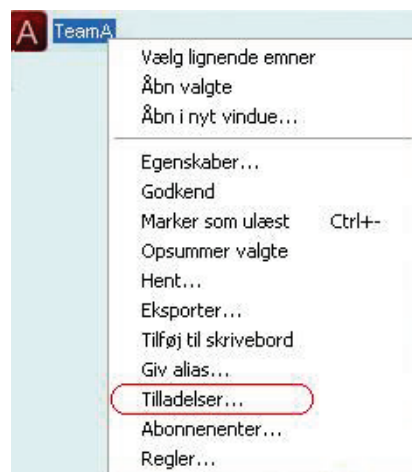 A TeamA
Vælg lignende emner
Åbn valgte
Åbn i nyt vindue...
Egenskaber...
Godkend
Marker som ulæst Ctrl+-
Opsummer valgte
Hent...
Eksporter...
Tilføj til skrivebord
Giv alias...
Tilladelser...
Abonnenenter...
Regler...